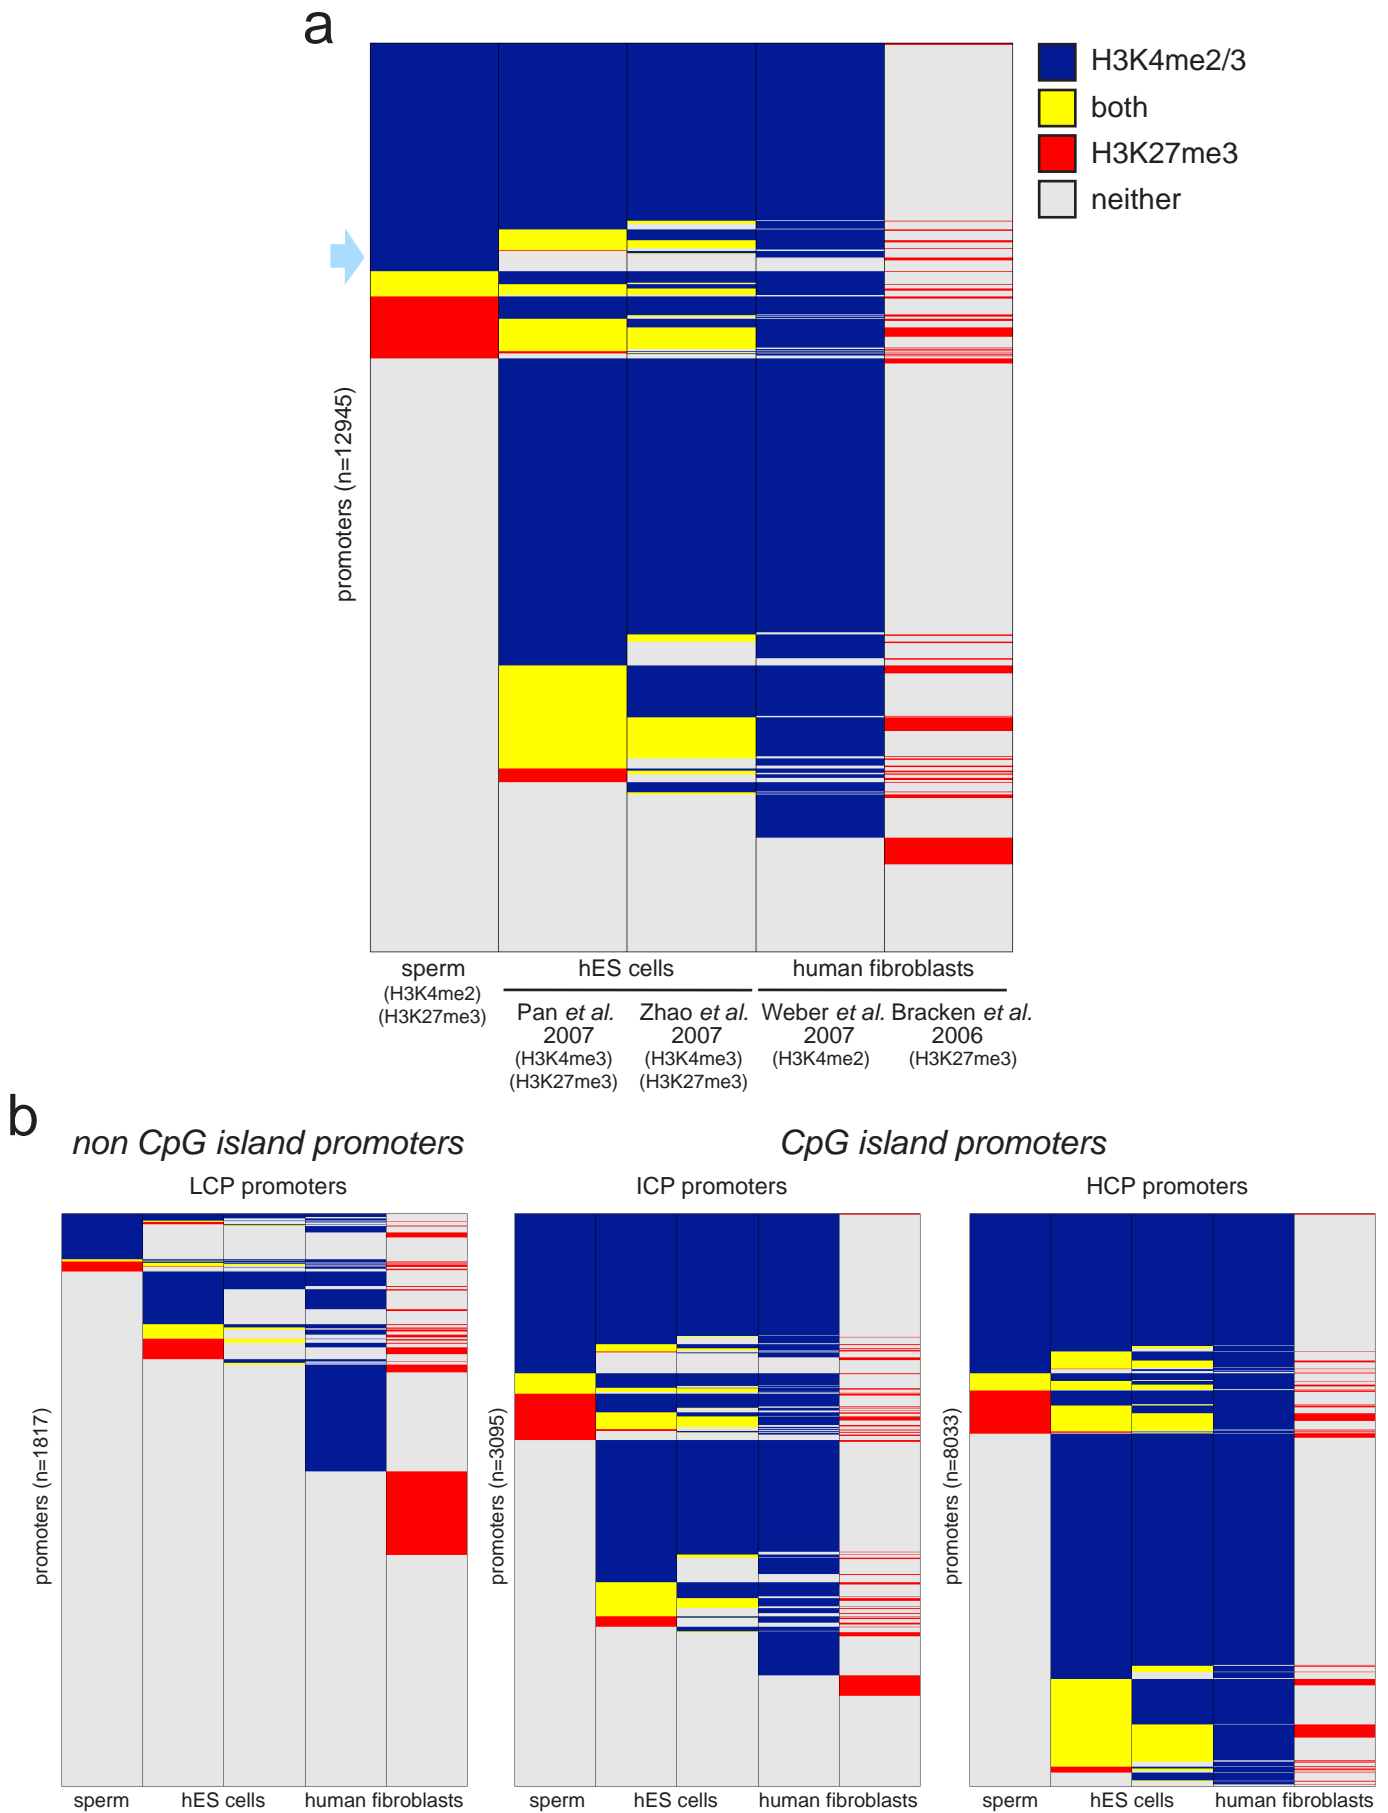 a
H3K4me2/3
both
H3K27me3
neither
promoters (n=12945)
sperm
(H3K4me2)
(H3K27me3)
hES cells
human fibroblasts
Pan et al.
2007
(H3K4me3)
(H3K27me3)
Zhao et al.
2007
(H3K4me3)
(H3K27me3)
Weber et al.
2007
(H3K4me2)
Bracken et al.
2006
(H3K27me3)
b
non CpG island promoters
CpG island promoters
LCP promoters
ICP promoters
HCP promoters
promoters (n=1817)
promoters (n=3095)
promoters (n=8033)
sperm
hES cells
human fibroblasts
sperm
hES cells
human fibroblasts
sperm
hES cells
human fibroblasts